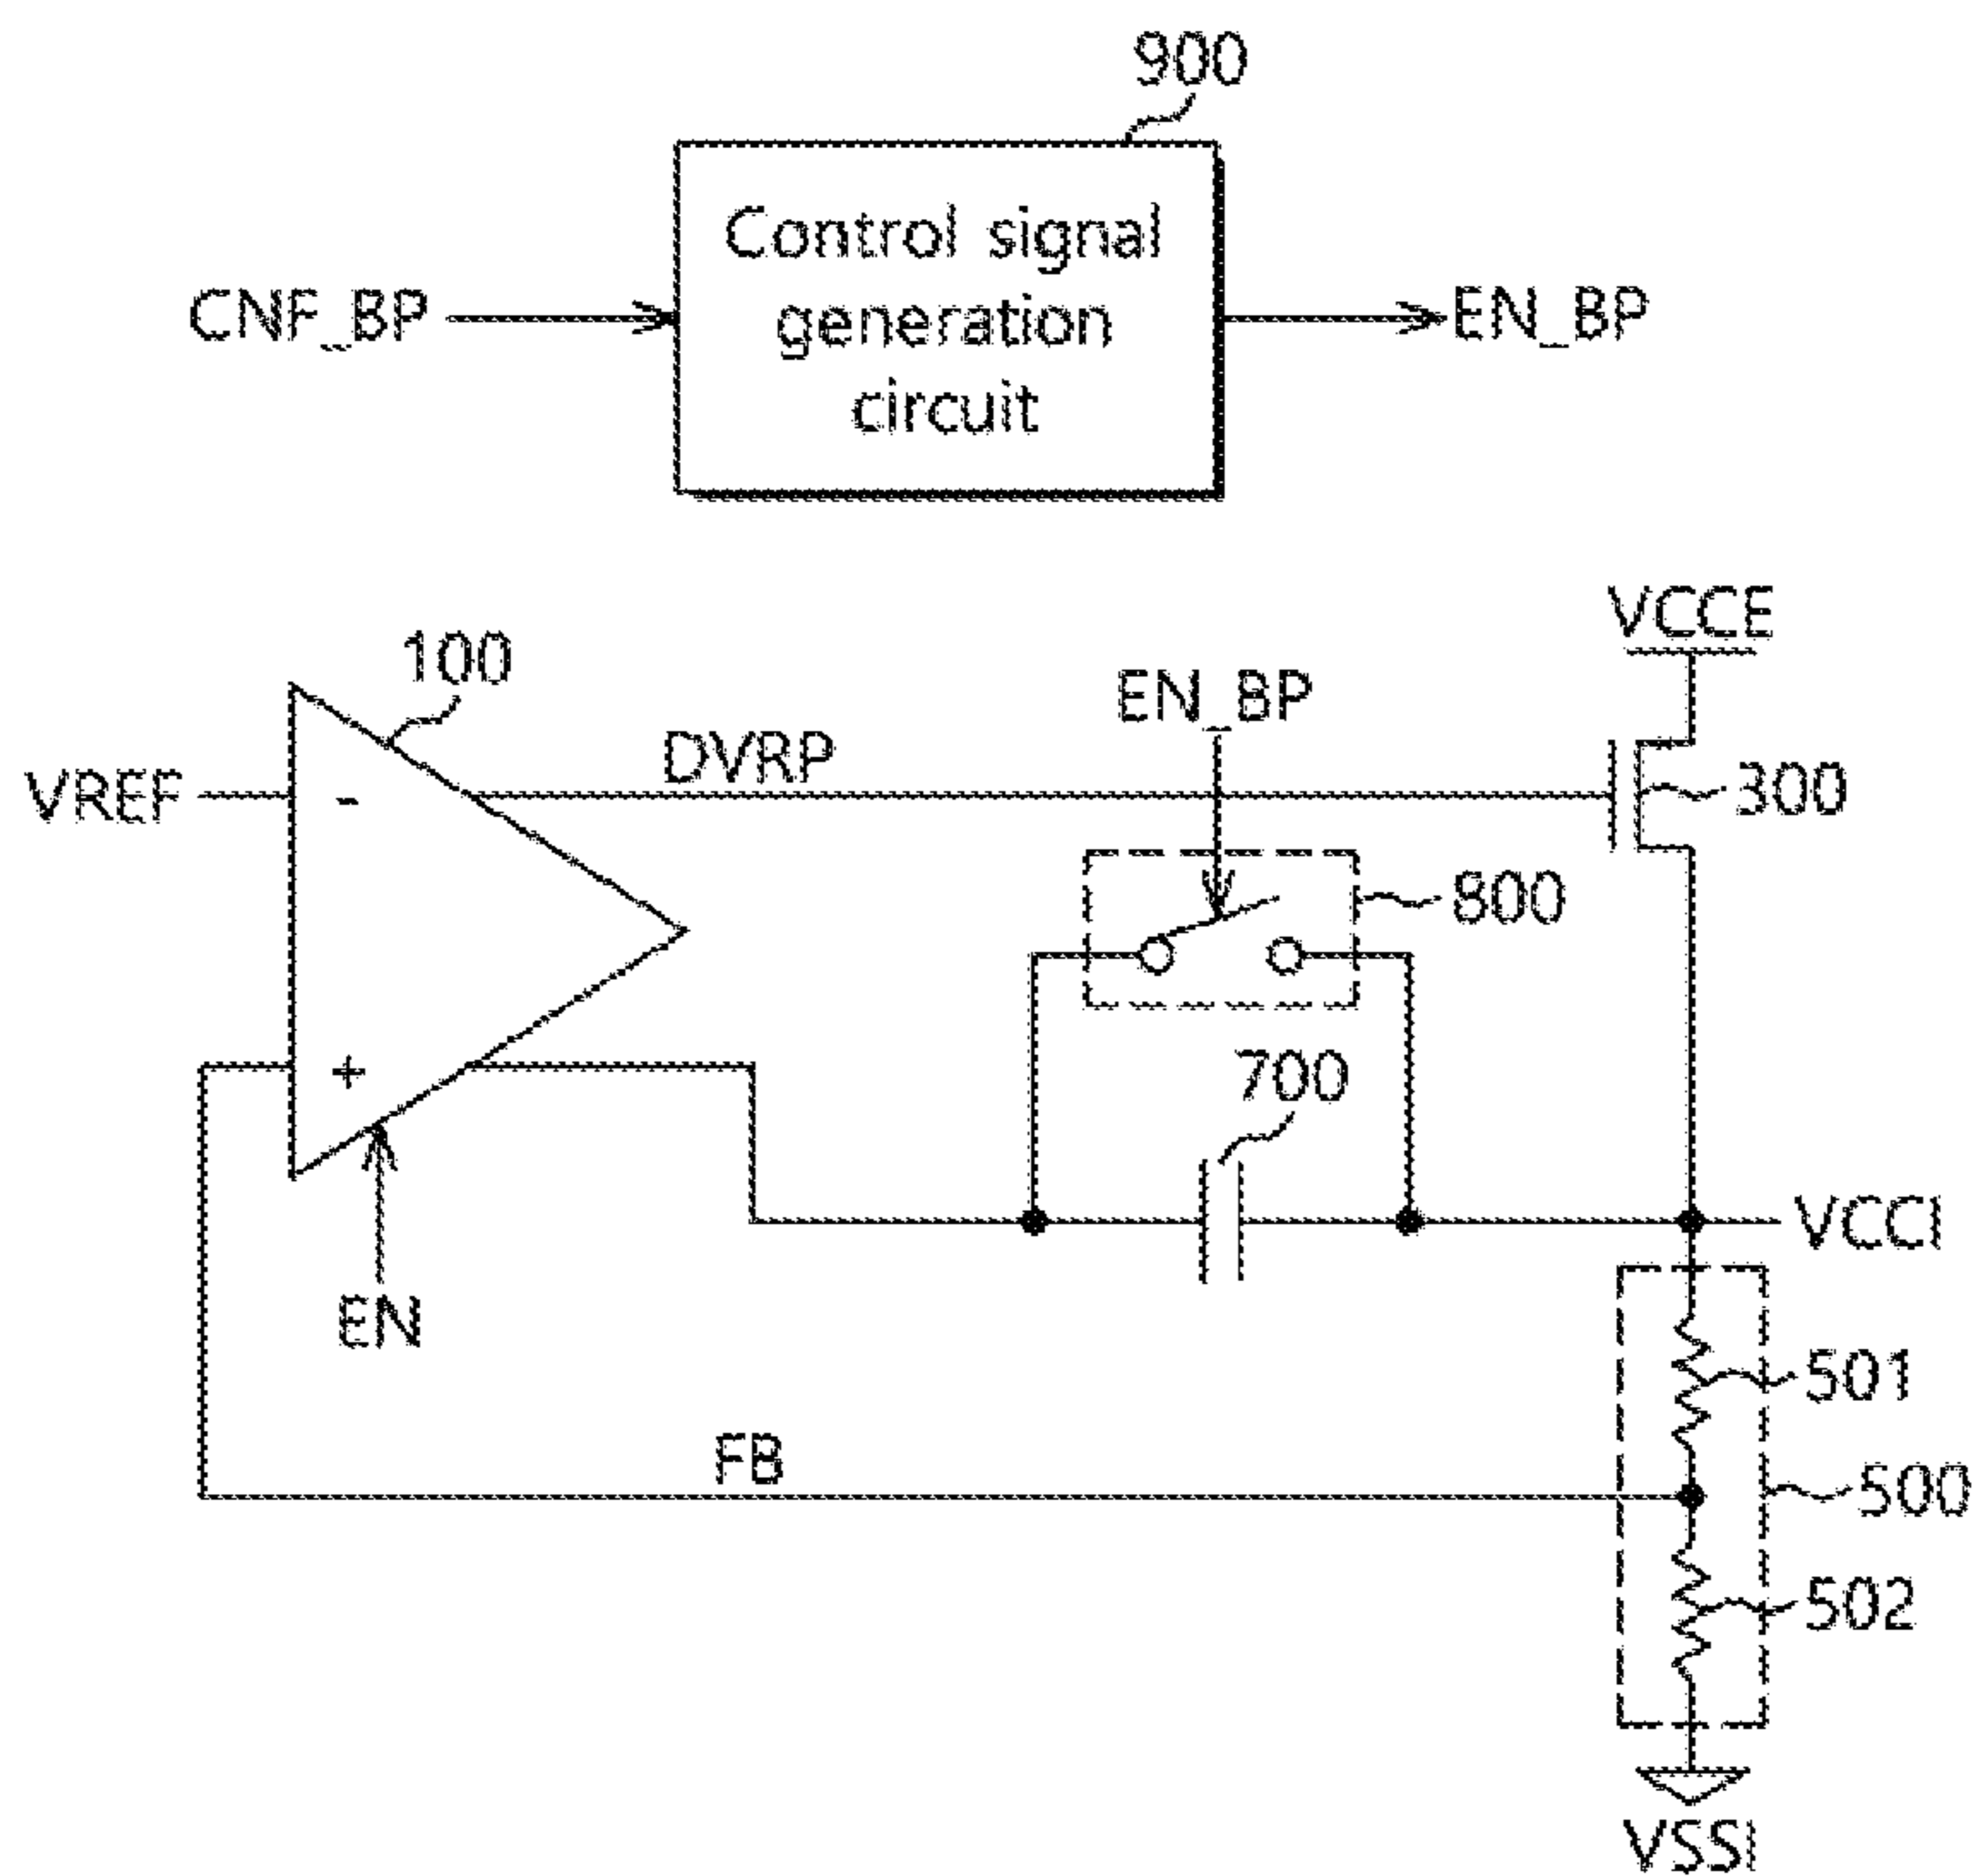 900
Control signal
generation
circuit
CNF_BP
EN_BP
VCCE
100
EN_BP
DVRP
VREF
-
300
800
700
+
VCCI
EN
501
FB
500
502
VSSI